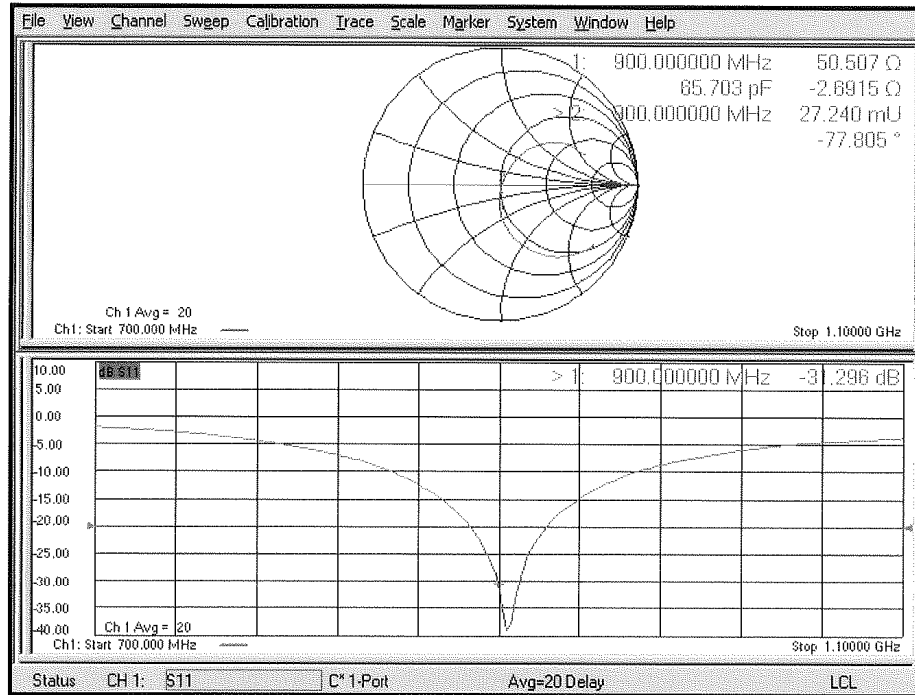 File View Channel Sweep Calibration Trace Scale Marker System Window Help
1: 900.000000 MHz 50.507 Ω
65.703 pF -2.6915 Ω
> 2: 900.000000 MHz 27.240 mU
-77.805 °
Ch 1 Avg = 20
Ch1: Start 700.000 MHz Stop 1.10000 GHz
10.00 dB S11 > 1: 900.000000 MHz -31.296 dB
5.00
0.00
-5.00
-10.00
-15.00
-20.00
-25.00
-30.00
-35.00
-40.00 Ch 1 Avg = 20
Ch1: Start 700.000 MHz Stop 1.10000 GHz
Status CH 1: S11 C* 1-Port Avg=20 Delay LCL